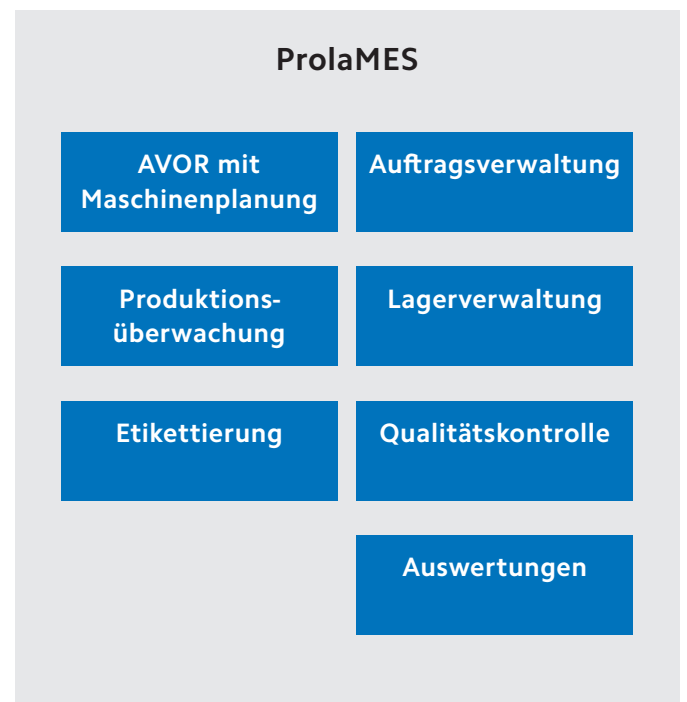 ProlaMES
AVOR mit
Maschinenplanung
Auftragsverwaltung
Produktions-
überwachung
Lagerverwaltung
Etikettierung
Qualitätskontrolle
Auswertungen